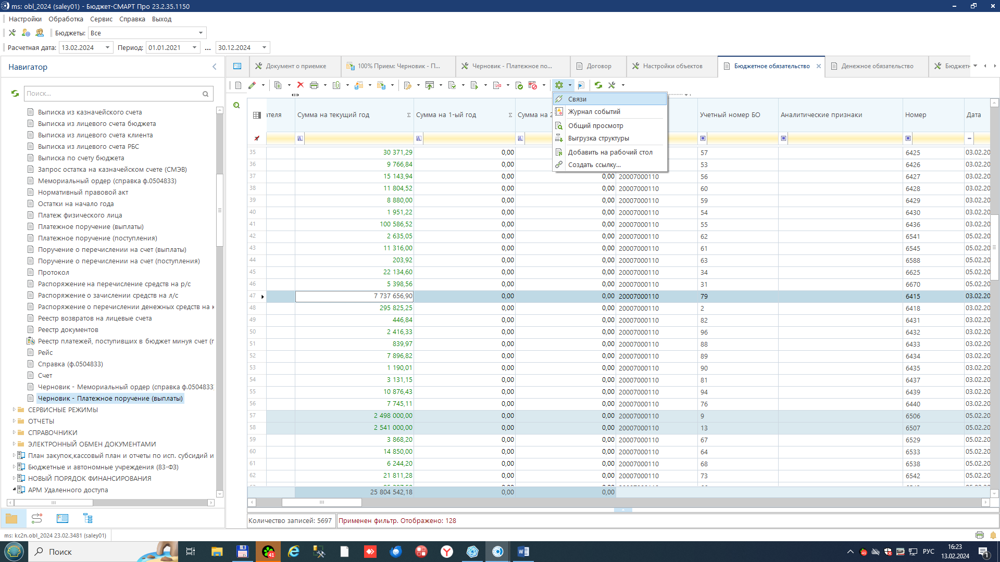 ms: obl_2024 (saley01) - Бюджет-СМАРТ Про 23.2.35.1150
Настройки Обработка Сервис Справка Выход
Бюджеты: Все
Расчетная дата: 13.02.2024 Период: 01.01.2021 ... 30.12.2024
Навигатор
Документ о приемке 100% Прием: Черновик - П... Черновик - Платежное по... Договор Настройки объектов Бюджетное обязательство Денежное обязательство Бюджетн
Поиск...
Выписка из казначейского счета
Выписка из лицевого счета бюджета
Выписка из лицевого счета клиента
Выписка из лицевого счета РБС
Выписка по счету бюджета
Запрос остатка на казначейском счете (СМЭВ)
Мемориальный ордер (справка ф.0504833)
Нормативный правовой акт
Остатки на начало года
Платеж физического лица
Платежное поручение (выплаты)
Платежное поручение (поступления)
Поручение о перечислении на счет (выплаты)
Поручение о перечислении на счет (поступления)
Протокол
Распоряжение на перечисление средств на р/с
Распоряжение о зачислении средств на л/с
Распоряжение о перечислении денежных средств на к
Реестр возвратов на лицевые счета
Реестр документов
Реестр платежей, поступивших в бюджет минуя счет (г
Рейс
Справка (ф.0504833)
Счет
Черновик - Мемориальный ордер (справка ф.0504833)
Черновик - Платежное поручение (выплаты)
СЕРВИСНЫЕ РЕЖИМЫ
ОТЧЕТЫ
СПРАВОЧНИКИ
ЭЛЕКТРОННЫЙ ОБМЕН ДОКУМЕНТАМИ
План закупок,кассовый план и отчеты по исп. субсидий и
Бюджетные и автономные учреждения (83-ФЗ)
НОВЫЙ ПОРЯДОК ФИНАНСИРОВАНИЯ
АРМ Удаленного доступа
Связи
Журнал событий
Общий просмотр
Выгрузка структуры
Добавить на рабочий стол
Создать ссылку...
ателя Сумма на текущий год Σ Сумма на 1-ый год Σ Сумма на 2 Учетный номер БО Аналитические признаки Номер Дата
35 30 371,29 0,00 57 6425 03.02.20
36 9 766,84 0,00 53 6426 03.02.20
37 15 143,94 0,00 0,00 20007000110 56 6427 03.02.20
38 11 804,52 0,00 0,00 20007000110 60 6428 03.02.20
39 8 880,00 0,00 0,00 20007000110 59 6429 03.02.20
40 1 951,22 0,00 0,00 20007000110 54 6430 03.02.20
41 100 586,52 0,00 0,00 20007000110 55 6436 03.02.20
42 2 635,05 0,00 0,00 20007000110 62 6541 05.02.20
43 11 316,00 0,00 0,00 20007000110 61 6545 05.02.20
44 203,92 0,00 0,00 20007000110 63 6588 05.02.20
45 22 134,60 0,00 0,00 20007000110 34 6625 05.02.20
46 5 398,56 0,00 0,00 20007000110 31 6670 05.02.20
47 7 737 656,90 0,00 0,00 20007000110 79 6415 03.02.20
48 295 825,25 0,00 0,00 20007000110 2 6418 03.02.20
49 446,84 0,00 0,00 20007000110 82 6431 03.02.20
50 2 416,33 0,00 0,00 20007000110 96 6432 03.02.20
51 839,97 0,00 0,00 20007000110 88 6433 03.02.20
52 7 896,82 0,00 0,00 20007000110 89 6434 03.02.20
53 1 190,01 0,00 0,00 20007000110 90 6435 03.02.20
54 3 131,15 0,00 0,00 20007000110 81 6437 03.02.20
55 10 876,43 0,00 0,00 20007000110 94 6439 03.02.20
56 7 745,11 0,00 0,00 20007000110 76 6440 03.02.20
57 2 498 000,00 0,00 0,00 20007000110 9 6506 05.02.20
58 2 541 000,00 0,00 0,00 20007000110 13 6507 05.02.20
59 3 868,20 0,00 0,00 20007000110 67 6529 05.02.20
60 14 850,00 0,00 0,00 20007000110 64 6533 05.02.20
61 6 244,20 0,00 0,00 20007000110 68 6538 05.02.20
62 21 811,28 0,00 0,00 20007000110 73 6542 05.02.20
25 804 542,18 0,00 0,00
Количество записей: 5697 Применен фильтр. Отображено: 128
ms: kc2n.obl_2024 23.02.3481 (saley01)
Поиск
41
41
РУС
16:23
13.02.2024
1